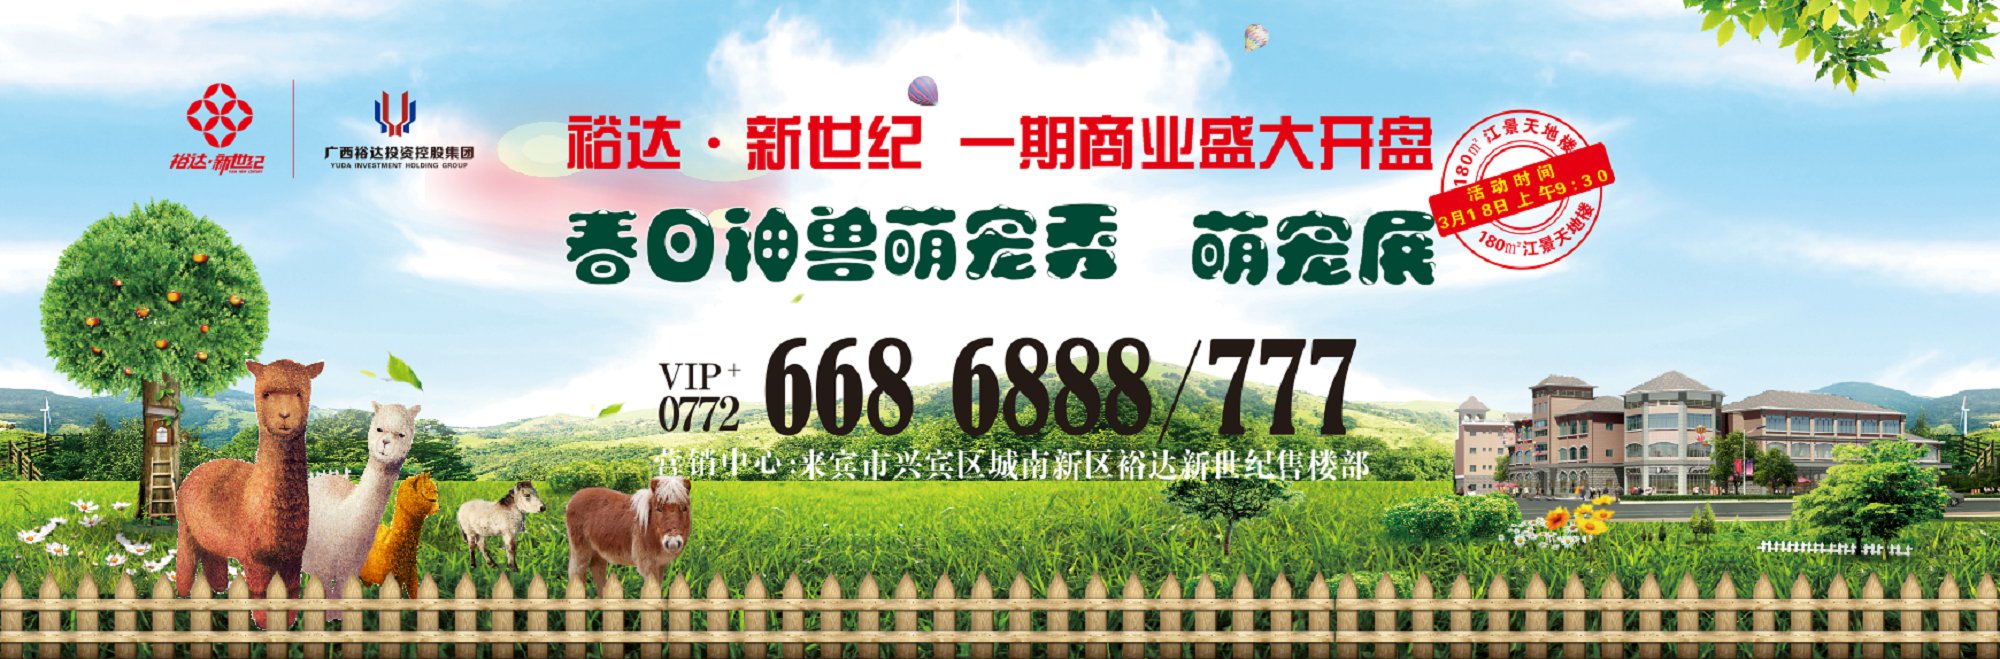 裕达·新世纪
YUDA NEW CENTURY
广西裕达投资控股集团
YUDA INVESTMENT HOLDING GROUP
裕达·新世纪 一期商业盛大开盘
180㎡江景天地楼
活动时间
3月18日上午9:30
180㎡江景天地楼
春日神兽萌宠秀 萌宠展
VIP+
0772
668 6888/777
营销中心:来宾市兴宾区城南新区裕达新世纪售楼部